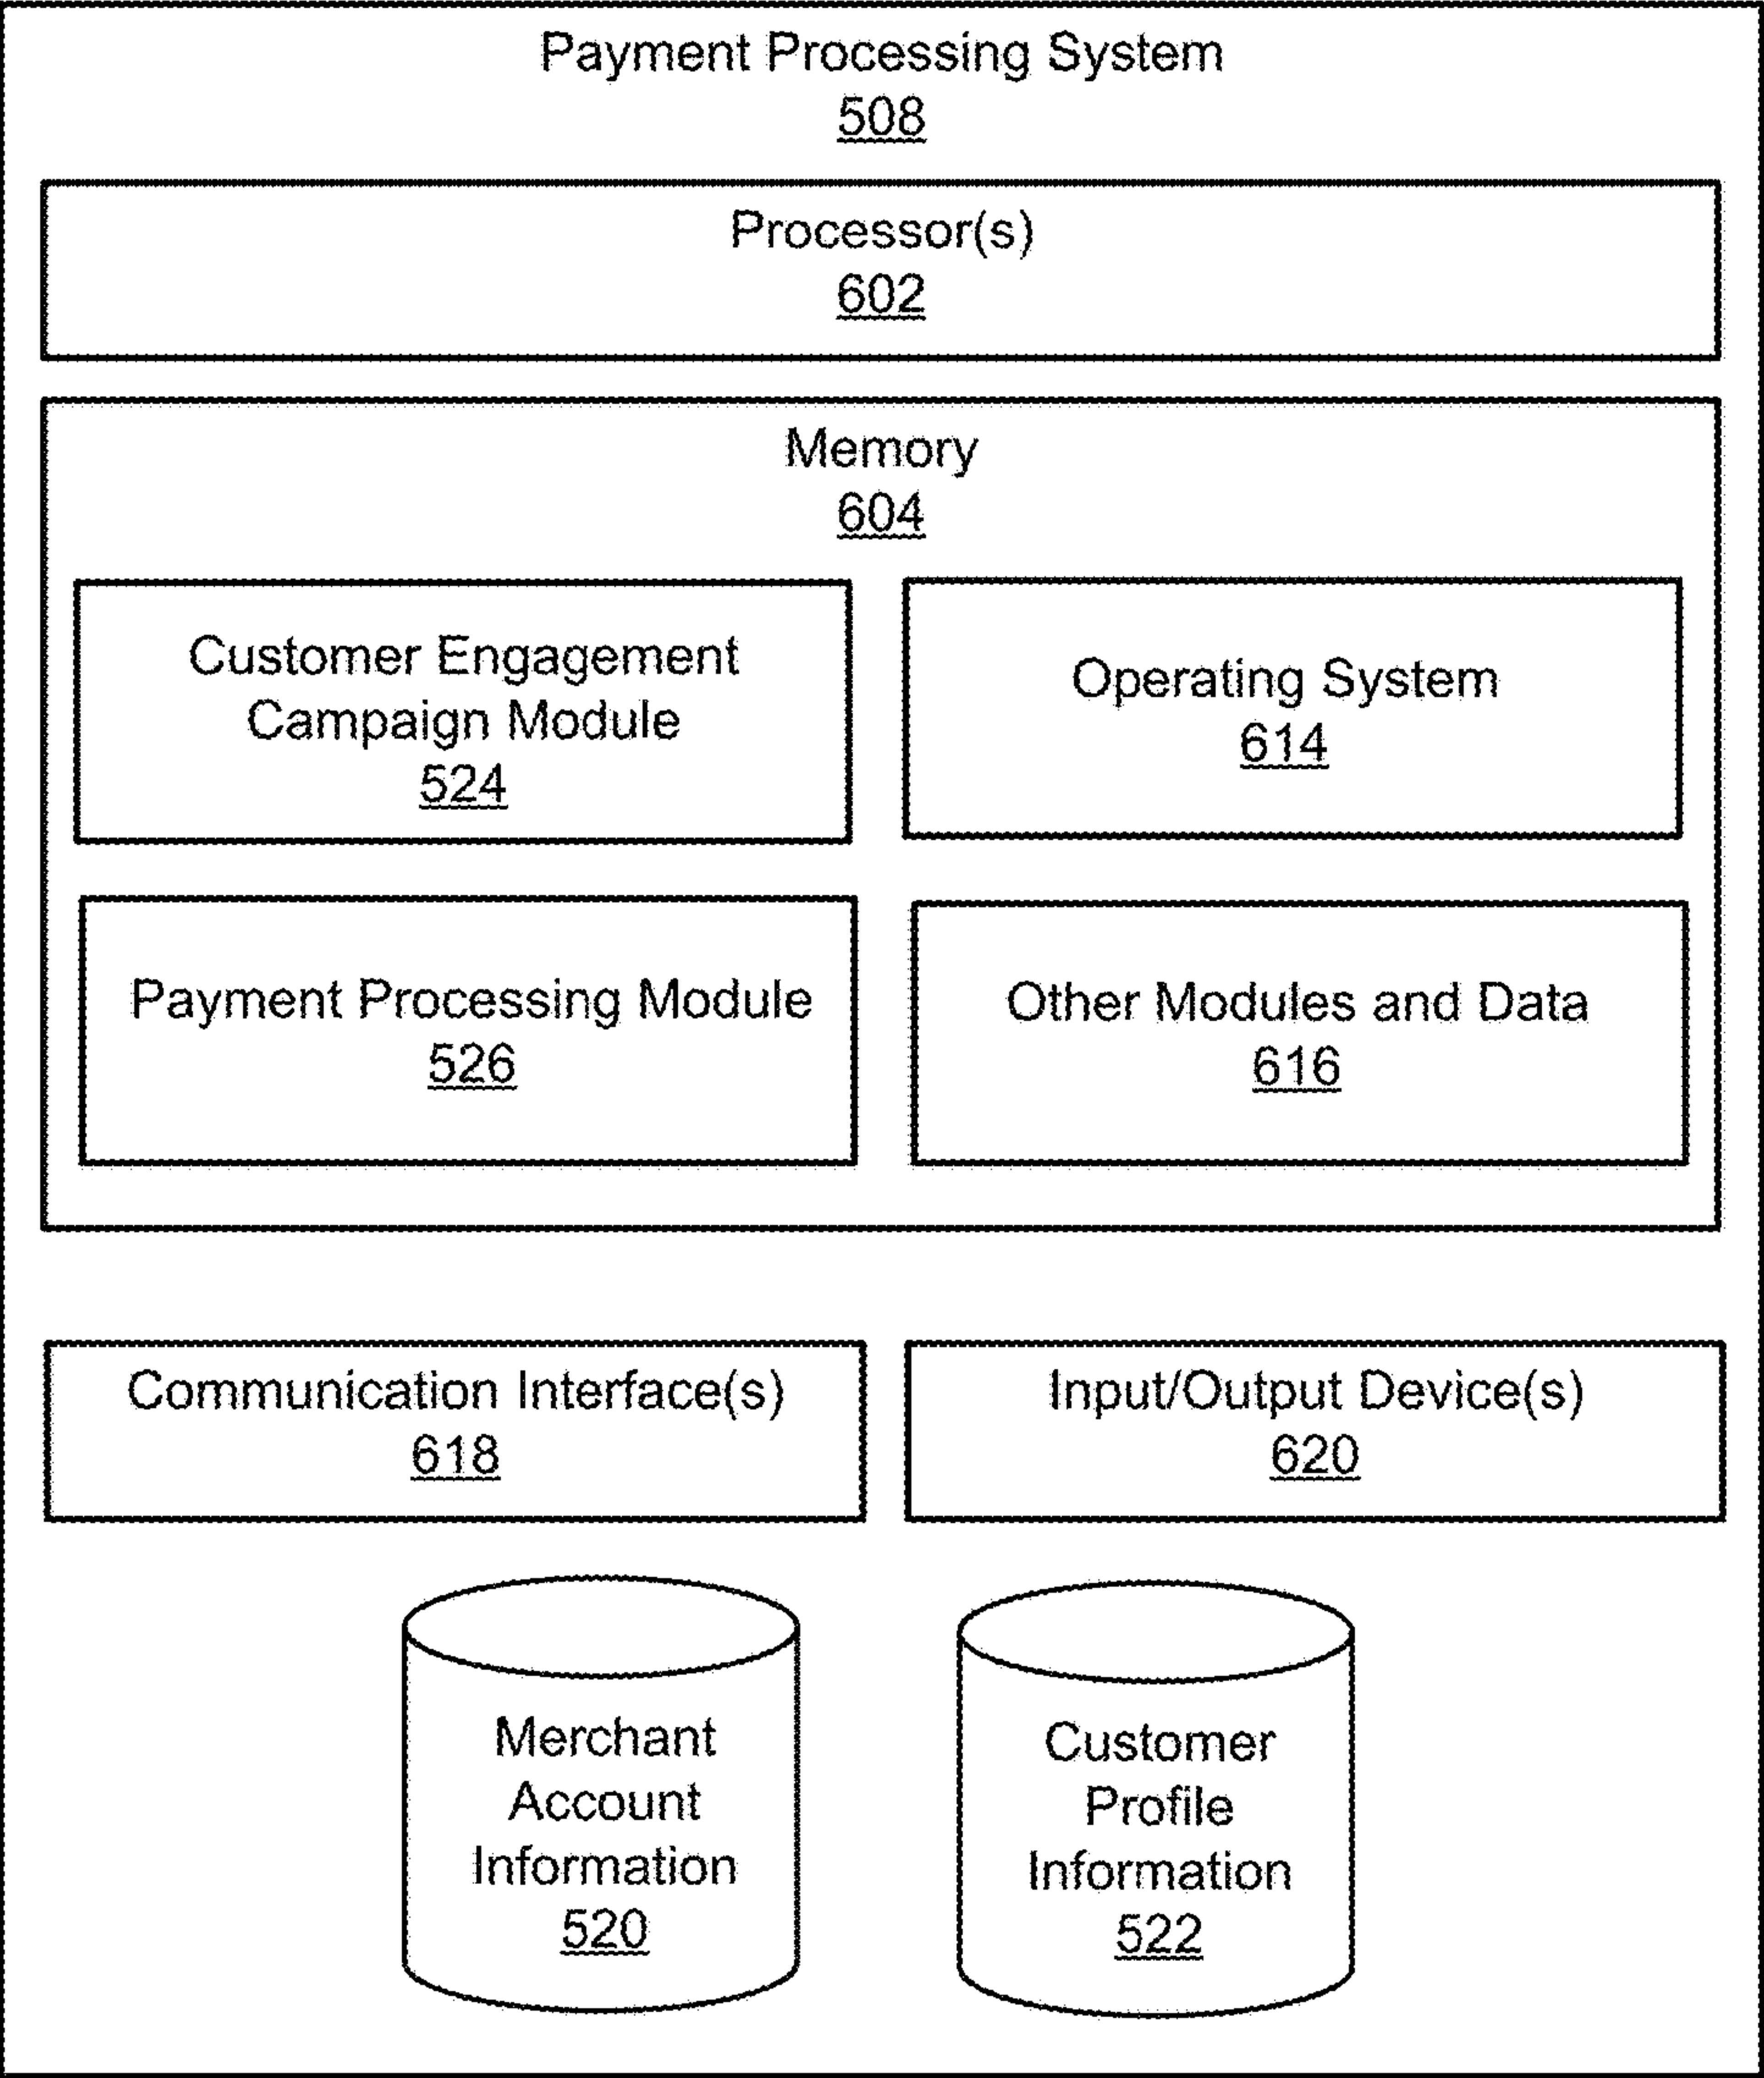 Payment Processing System
508
Processor(s)
602
Memory
604
Customer Engagement
Campaign Module
524
Operating System
614
Payment Processing Module
526
Other Modules and Data
616
Communication Interface(s)
618
Input/Output Device(s)
620
Merchant
Account
Information
520
Customer
Profile
Information
522